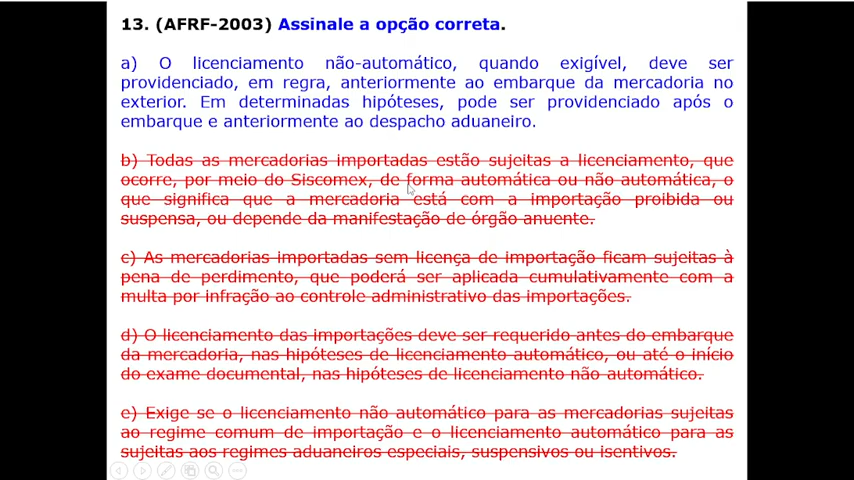 13. (AFRF-2003) Assinale a opção correta.
a) O licenciamento não-automático, quando exigível, deve ser
providenciado, em regra, anteriormente ao embarque da mercadoria no
exterior. Em determinadas hipóteses, pode ser providenciado após o
embarque e anteriormente ao despacho aduaneiro.
b) Todas as mercadorias importadas estão sujeitas a licenciamento, que
ocorre, por meio do Siscomex, de forma automática ou não automática, o
que significa que a mercadoria está com a importação proibida ou
suspensa, ou depende da manifestação de órgão anuente.
c) As mercadorias importadas sem licença de importação ficam sujeitas à
pena de perdimento, que poderá ser aplicada cumulativamente com a
multa por infração ao controle administrativo das importações.
d) O licenciamento das importações deve ser requerido antes do embarque
da mercadoria, nas hipóteses de licenciamento automático, ou até o início
do exame documental, nas hipóteses de licenciamento não automático.
e) Exige se o licenciamento não automático para as mercadorias sujeitas
ao regime comum de importação e o licenciamento automático para as
sujeitas aos regimes aduaneiros especiais, suspensivos ou isentivos.